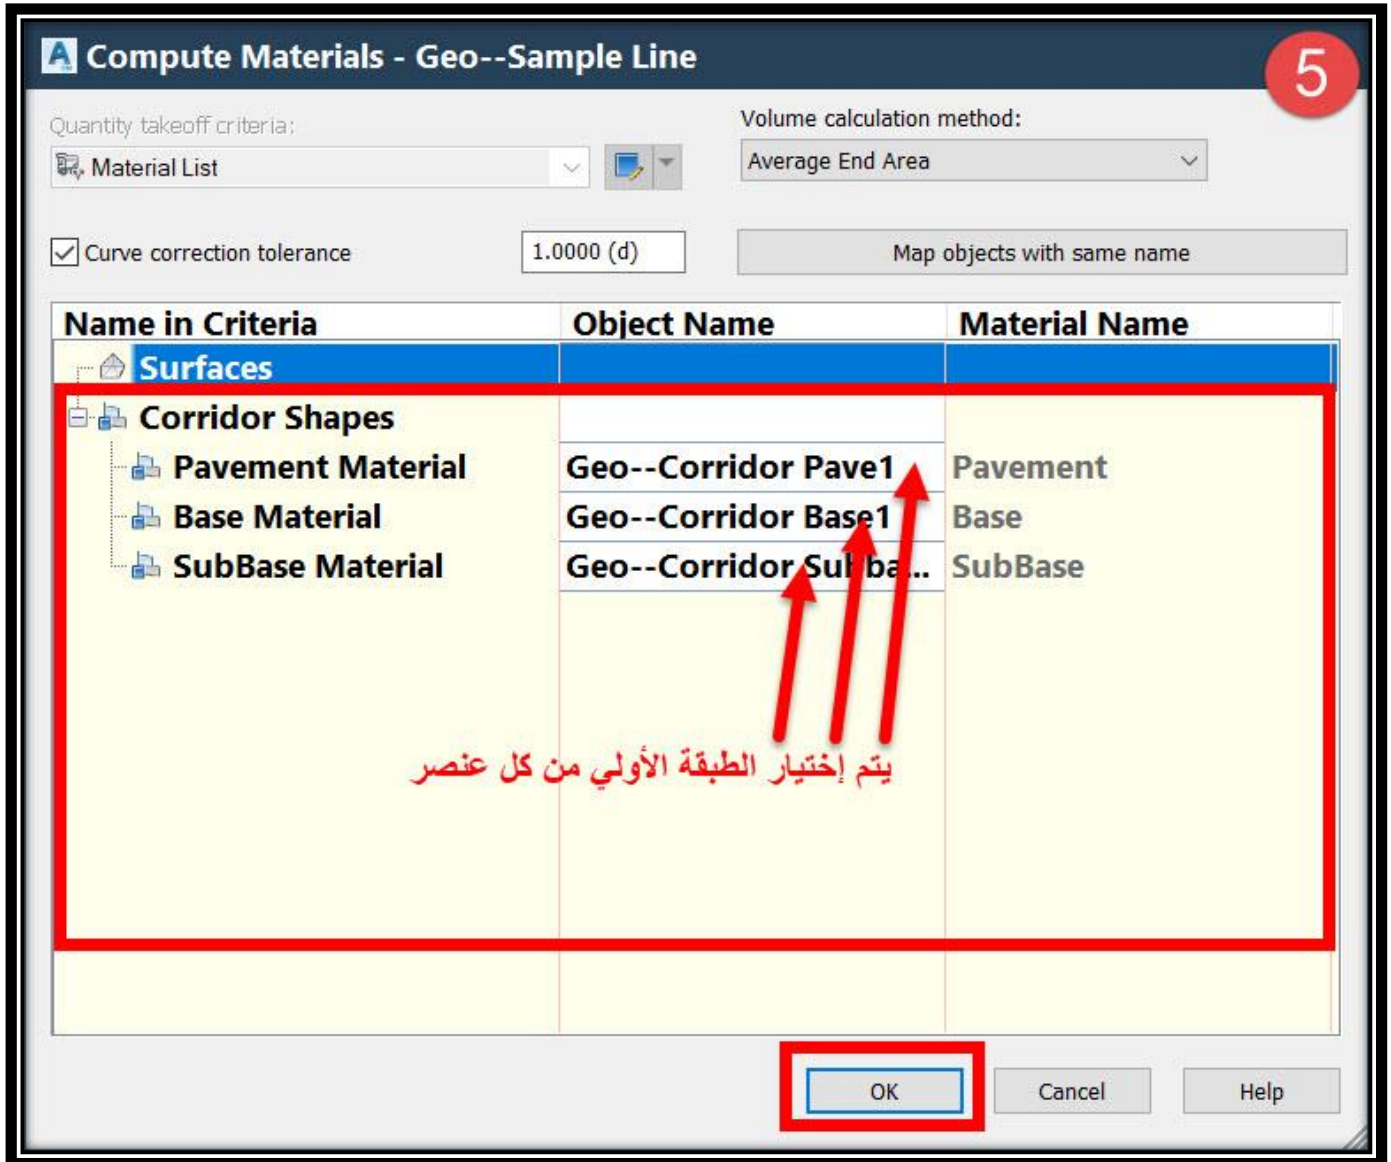 Compute Materials - Geo--Sample Line
5
Quantity takeoff criteria:
Volume calculation method:
Material List
Average End Area
Curve correction tolerance
1.0000 (d)
Map objects with same name
Name in Criteria Object Name Material Name
Surfaces
Corridor Shapes
Pavement Material Geo--Corridor Pave1 Pavement
Base Material Geo--Corridor Base1 Base
SubBase Material Geo--Corridor Subba... SubBase
يتم إختيار الطبقة الأولي من كل عنصر
OK Cancel Help